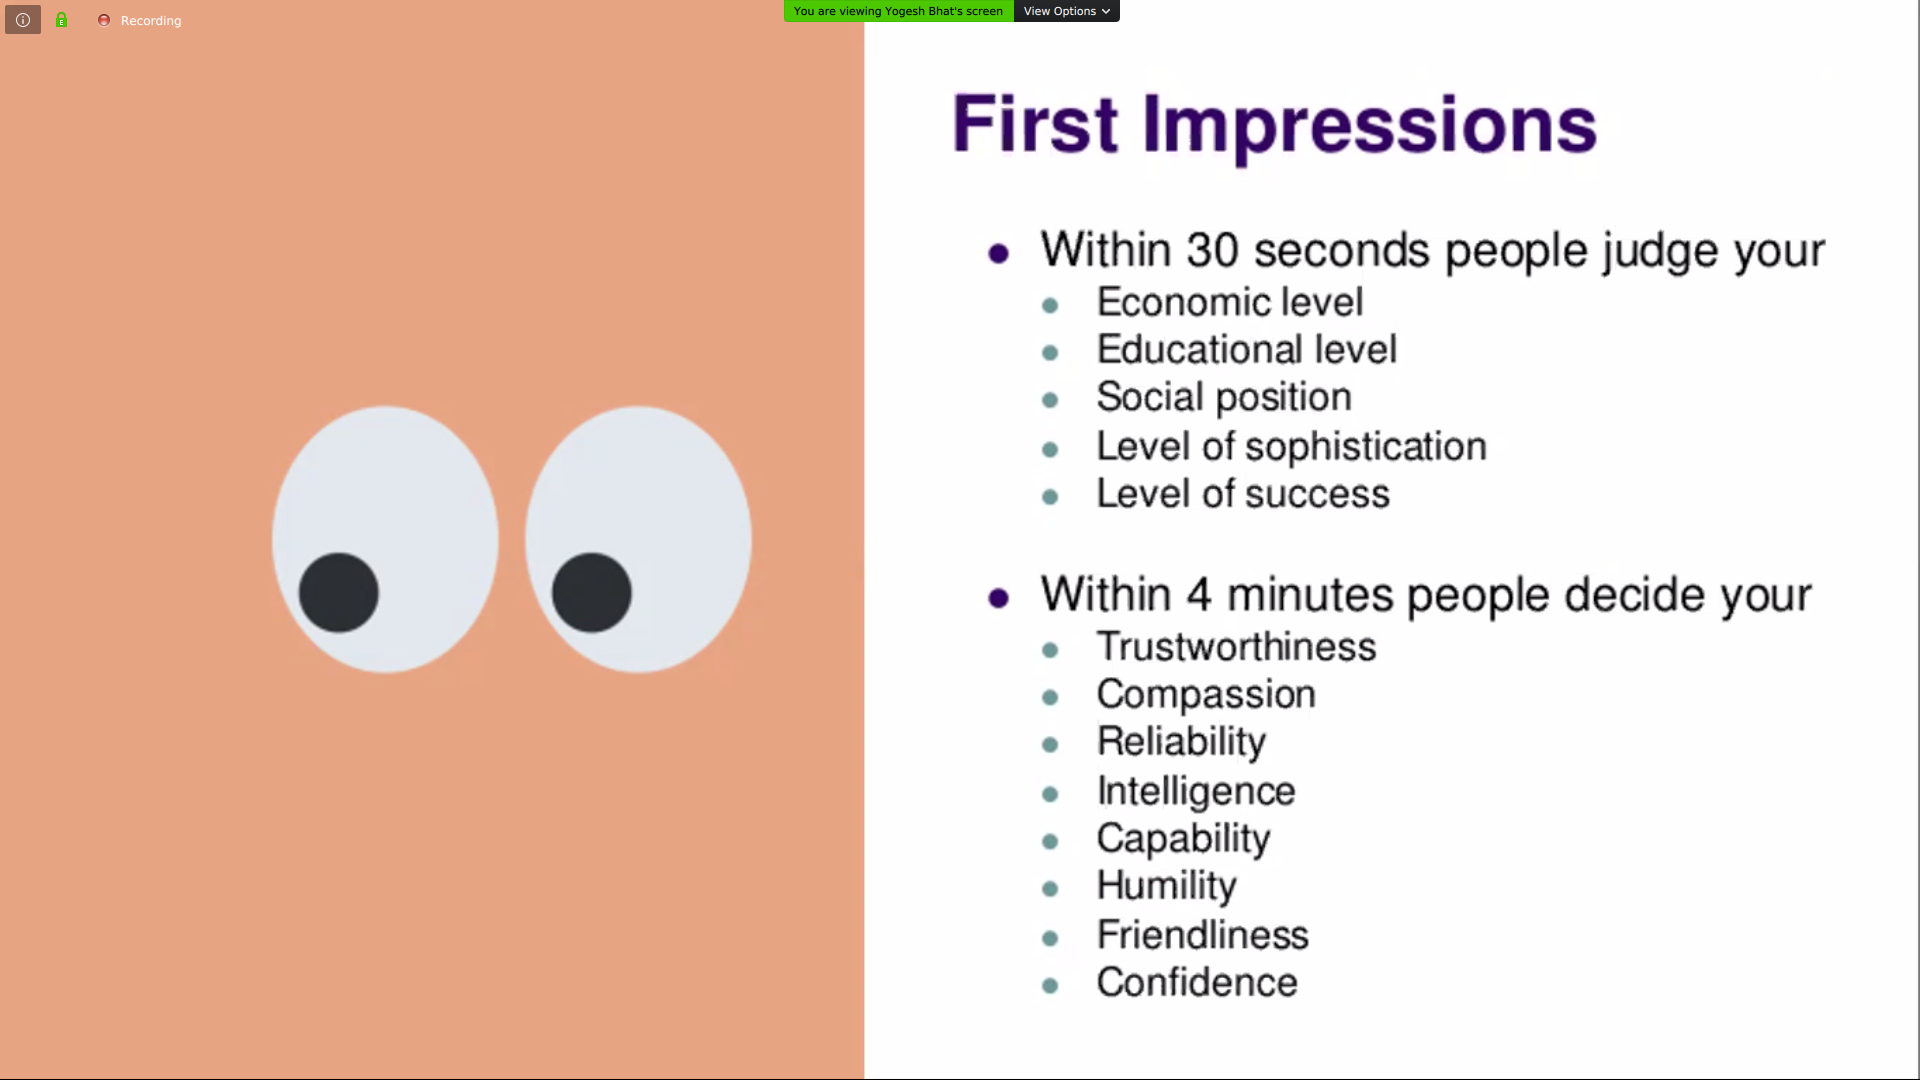 Recording
You are viewing Yogesh Bhat's screen
View Options
First Impressions
Within 30 seconds people judge your
Economic level
Educational level
Social position
Level of sophistication
Level of success
Within 4 minutes people decide your
Trustworthiness
Compassion
Reliability
Intelligence
Capability
Humility
Friendliness
Confidence